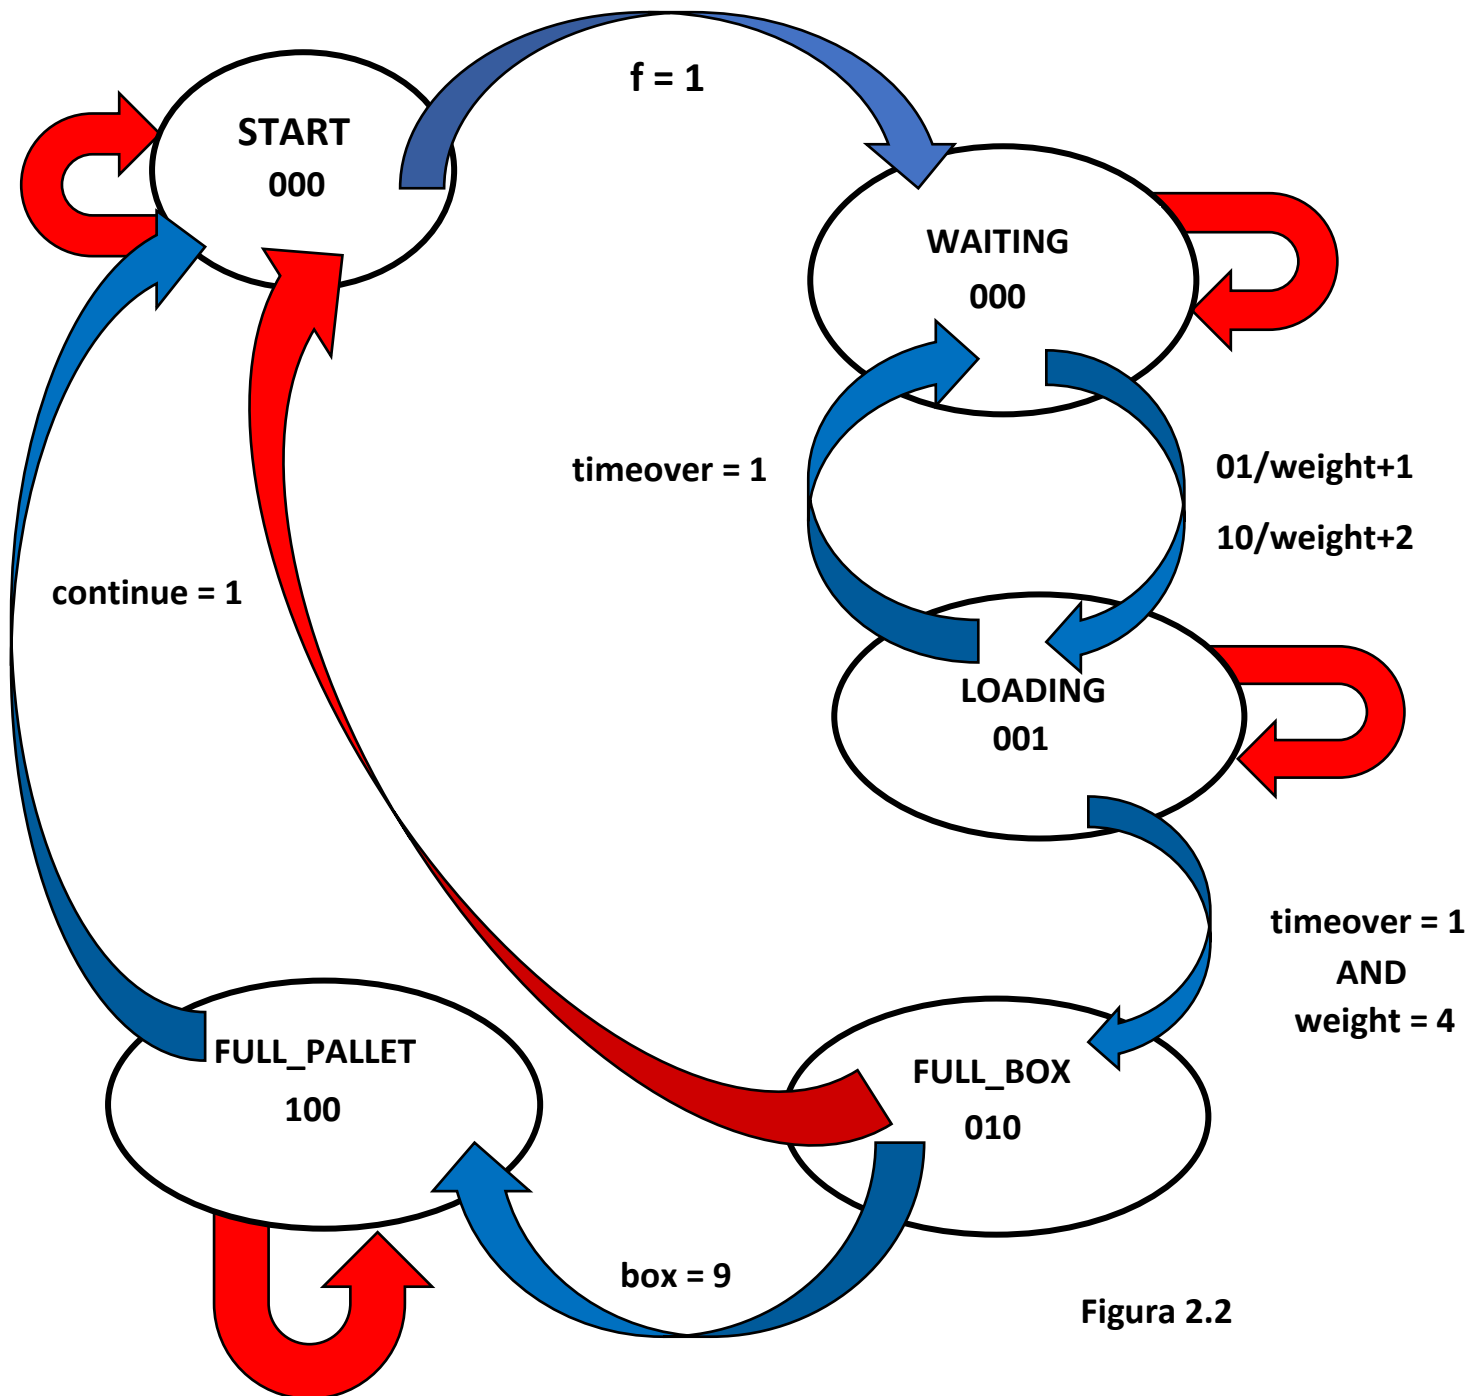 f = 1
START
000
WAITING
000
timeover = 1
01/weight+1
10/weight+2
continue = 1
LOADING
001
timeover = 1
AND
weight = 4
FULL_PALLET
100
FULL_BOX
010
box = 9
Figura 2.2